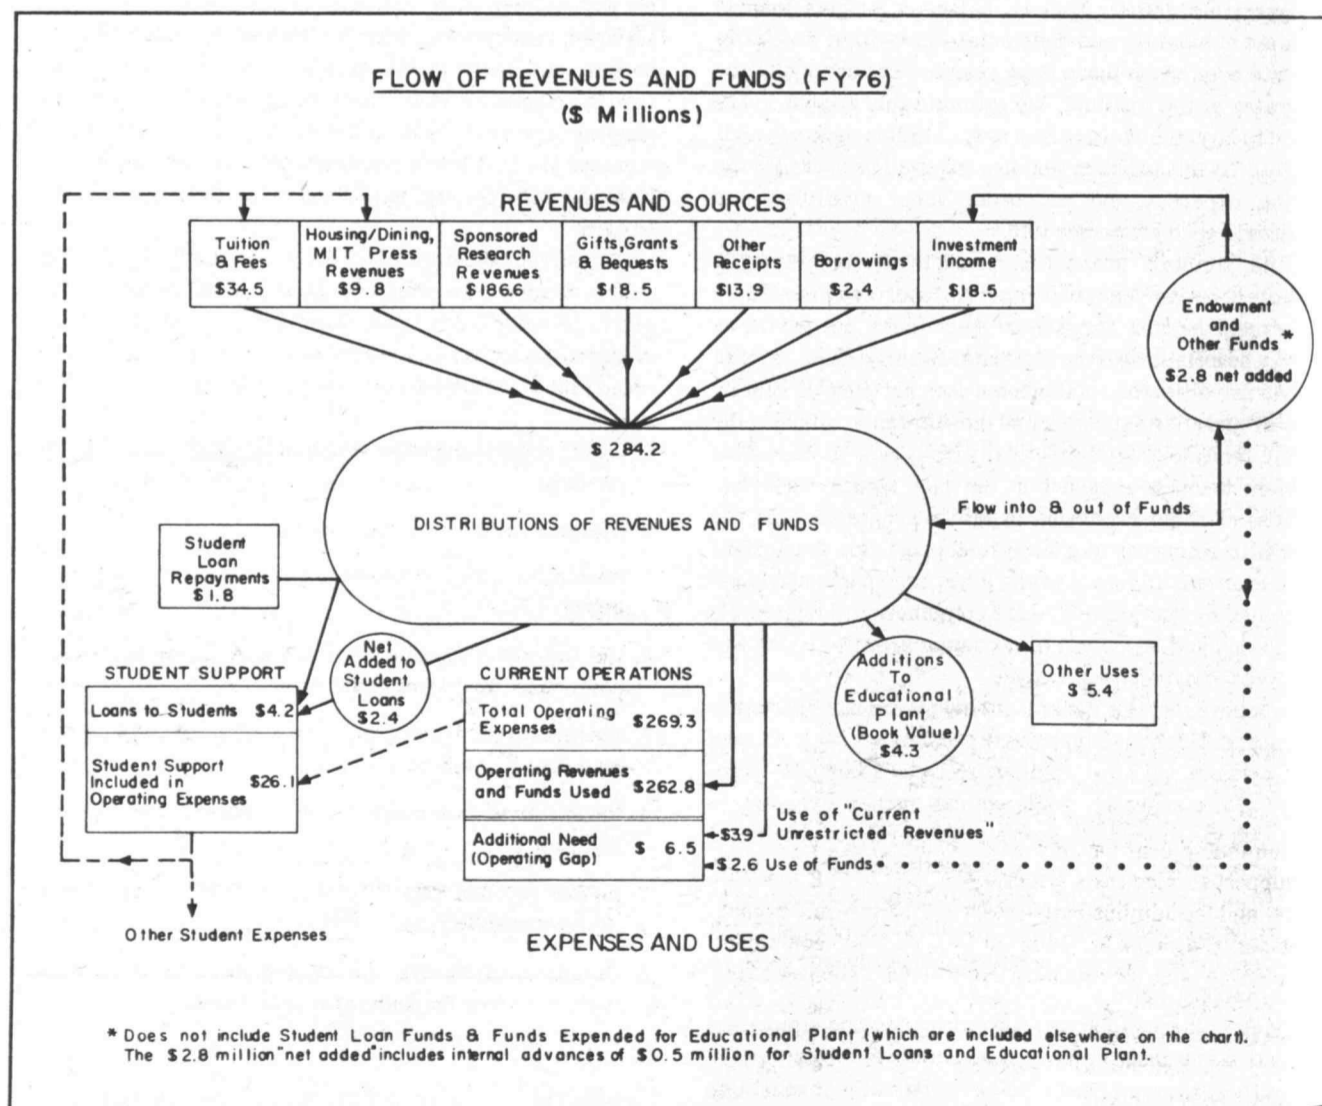 FLOW OF REVENUES AND FUNDS (FY76)
($ Millions)
REVENUES AND SOURCES
Tuition
& Fees
$34.5
Housing/Dining,
MIT Press
Revenues
$9.8
Sponsored
Research
Revenues
$186.6
Gifts, Grants
& Bequests
$18.5
Other
Receipts
$13.9
Borrowings
$2.4
Investment
Income
$18.5
Endowment
and
Other Funds *
$2.8 net added
$284.2
DISTRIBUTIONS OF REVENUES AND FUNDS
Flow into & out of Funds
Student
Loan
Repayments
$1.8
Net
Added to
Student
Loans
$2.4
STUDENT SUPPORT
Loans to Students $4.2
Student Support
Included in
Operating Expenses
$26.1
CURRENT OPERATIONS
Total Operating
Expenses
$269.3
Operating Revenues
and Funds Used
$262.8
Additional Need
(Operating Gap)
$ 6.5
Additions
To
Educational
Plant
(Book Value)
$4.3
Other Uses
$ 5.4
$3.9
Use of "Current
Unrestricted Revenues"
$2.6 Use of Funds
Other Student Expenses
EXPENSES AND USES
* Does not include Student Loan Funds & Funds Expended for Educational Plant (which are included elsewhere on the chart).
The $2.8 million "net added" includes internal advances of $0.5 million for Student Loans and Educational Plant.